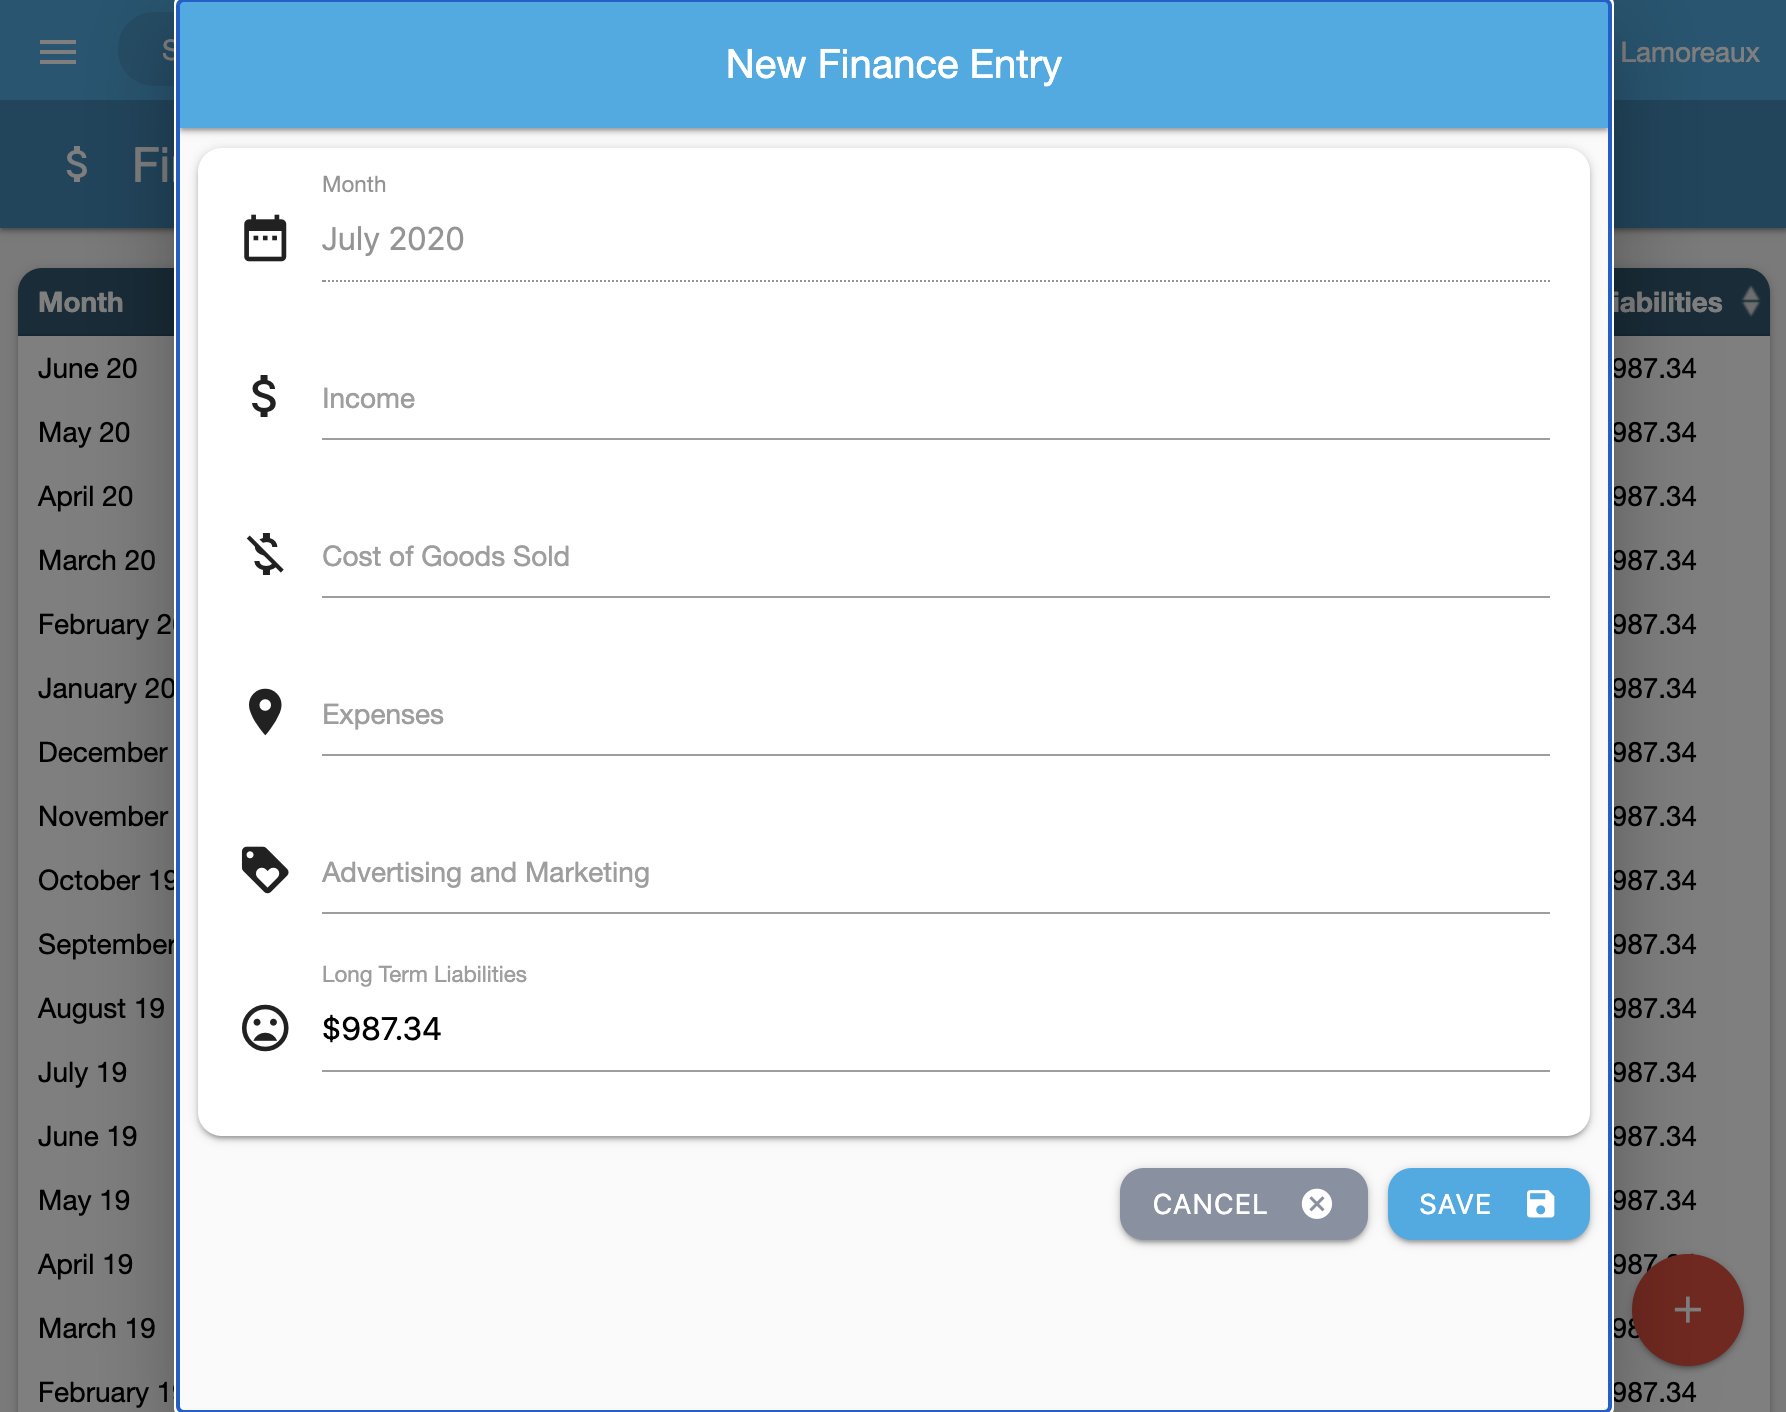 New Finance Entry
Lamoreaux
$
Month
July 2020
Month
iabilities
June 20
987.34
$ Income
May 20
987.34
April 20
987.34
Cost of Goods Sold
March 20
987.34
February 2
987.34
January 20
987.34
Expenses
December
987.34
November
987.34
Advertising and Marketing
October 19
987.34
September
987.34
Long Term Liabilities
August 19
987.34
$987.34
July 19
987.34
June 19
987.34
May 19
987.34
CANCEL
SAVE
April 19
987.
March 19
98
+
February 1
987.34